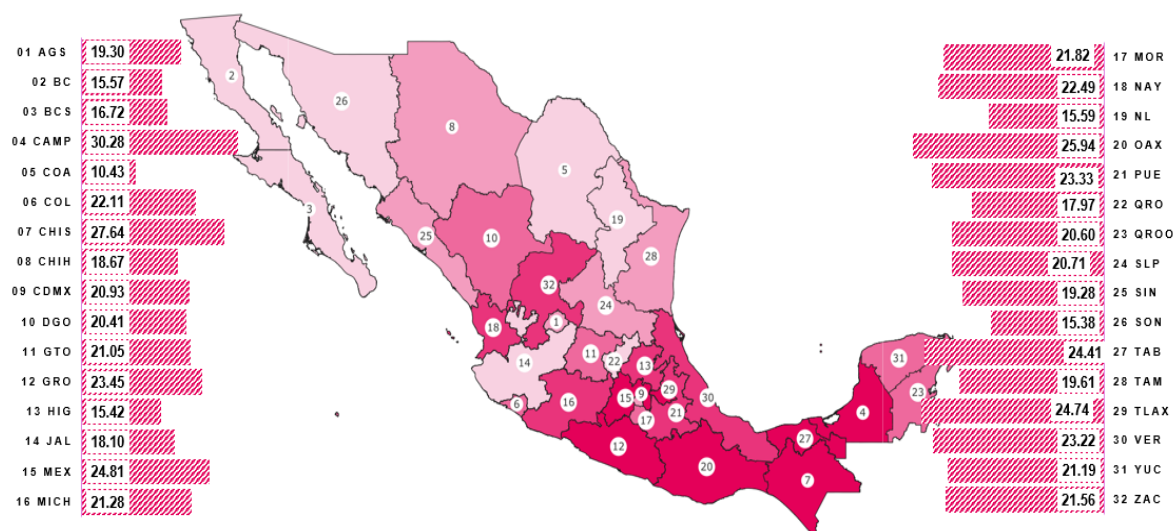 01 AGS 19.30
02 BC 15.57
03 BCS 16.72
04 CAMP 30.28
05 COA 10.43
06 COL 22.11
07 CHIS 27.64
08 CHIH 18.67
09 CDMX 20.93
10 DGO 20.41
11 GTO 21.05
12 GRO 23.45
13 HIG 15.42
14 JAL 18.10
15 MEX 24.81
16 MICH 21.28
2
26
8
5
3
19
25
10
28
32
24
18
1
14
11
22
13
31
6
16
15
9
29
30
23
17
21
4
12
27
20
7
21.82 17 MOR
22.49 18 NAY
15.59 19 NL
25.94 20 OAX
23.33 21 PUE
17.97 22 QRO
20.60 23 QROO
20.71 24 SLP
19.28 25 SIN
15.38 26 SON
24.41 27 TAB
19.61 28 TAM
24.74 29 TLAX
23.22 30 VER
21.19 31 YUC
21.56 32 ZAC